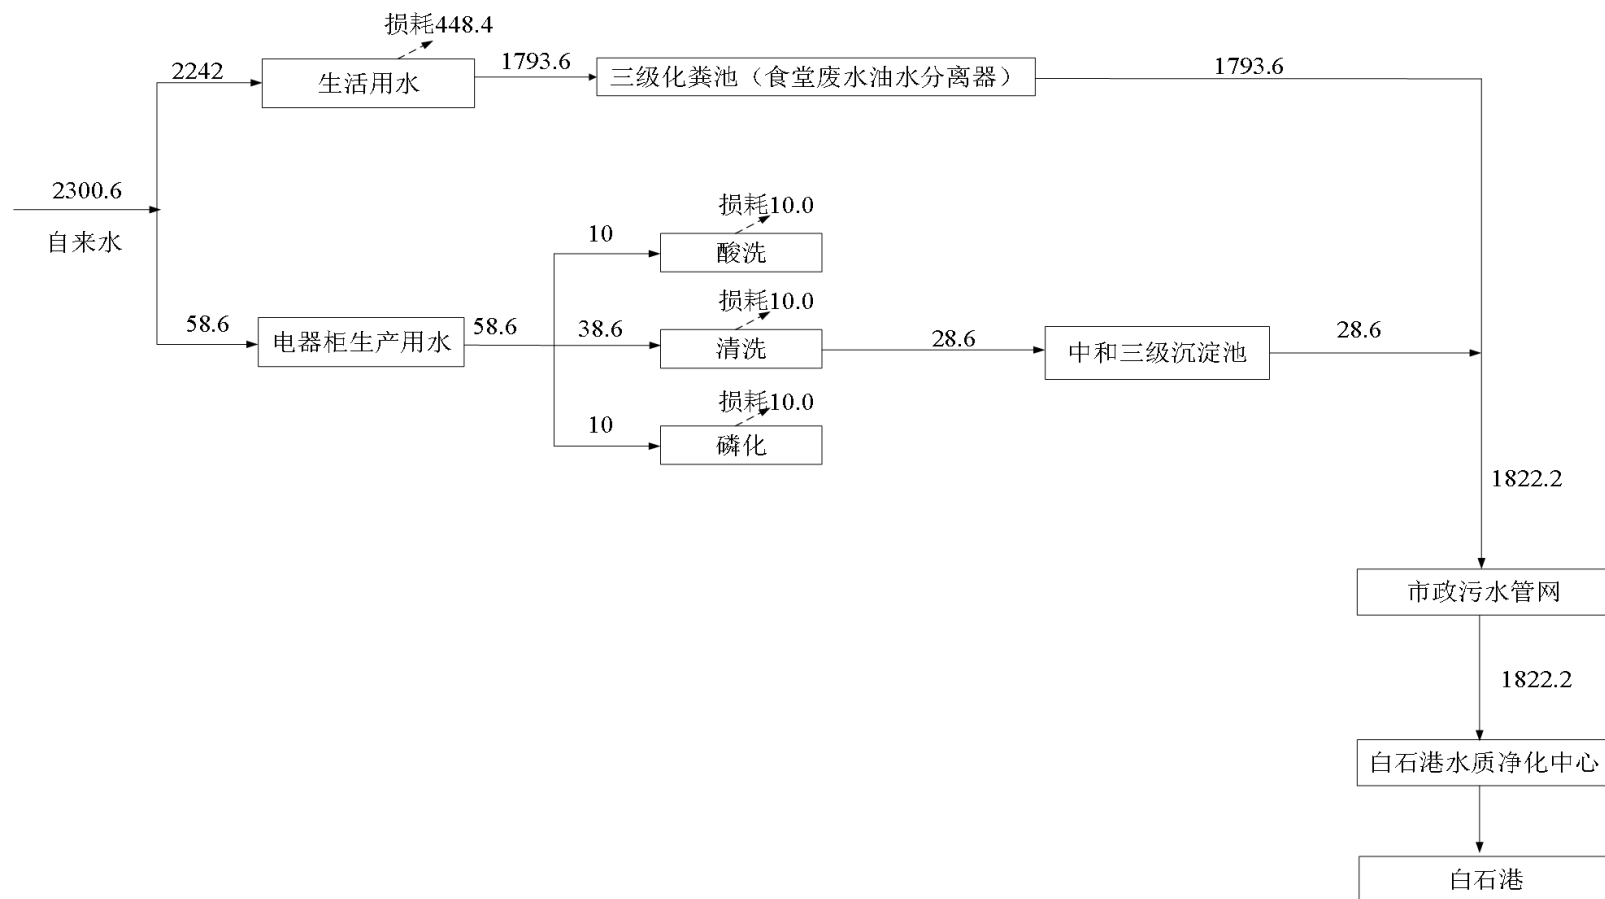 损耗448.4
2242
生活用水
1793.6
三级化粪池（食堂废水油水分离器）
1793.6
2300.6
自来水
损耗10.0
10
酸洗
58.6
电器柜生产用水
58.6
38.6
损耗10.0
清洗
28.6
中和三级沉淀池
28.6
损耗10.0
10
磷化
1822.2
市政污水管网
1822.2
白石港水质净化中心
白石港